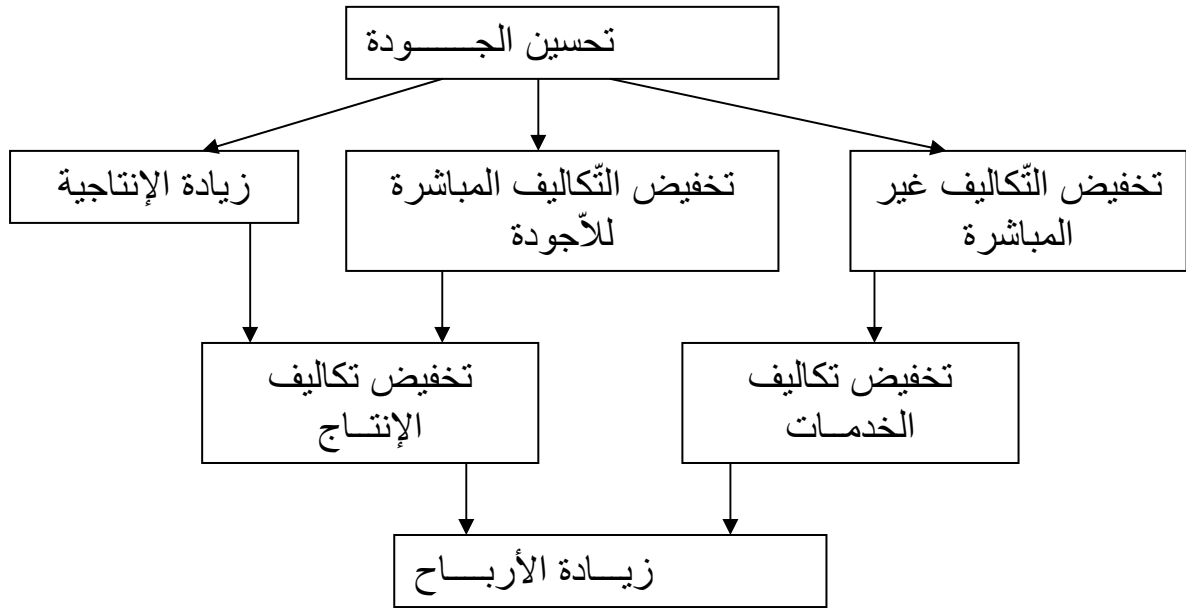 تحسين الجـــــــودة
تخفيض التّكاليف غير
المباشرة
تخفيض التّكاليف المباشرة
للاّجودة
زيادة الإنتاجية
تخفيض تكاليف
الخدمــات
تخفيض تكاليف
الإنتــاج
زيــادة الأربـــاح